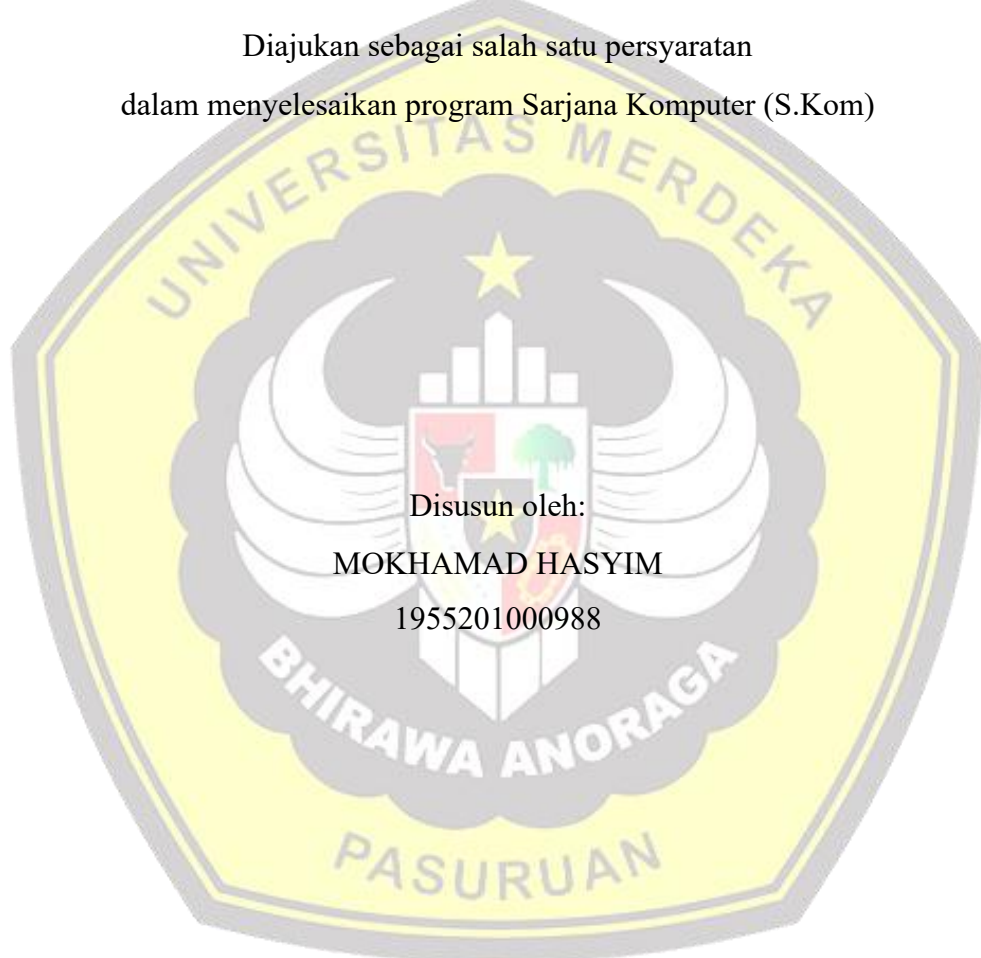 Diajukan sebagai salah satu persyaratan
dalam menyelesaikan program Sarjana Komputer (S.Kom)
UNIVERSITAS MERDEKA
Disusun oleh:
MOKHAMAD HASYIM
1955201000988
BHIRAWA ANORAGA
PASURUAN